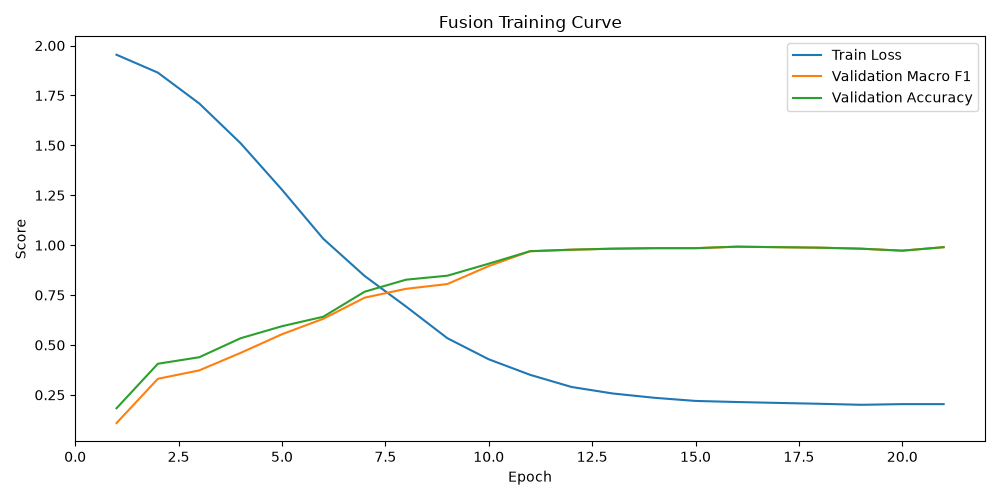 Fusion Training Curve
2.00
1.75
1.50
1.25
1.00
0.75
0.50
0.25
Score
Train Loss
Validation Macro F1
Validation Accuracy
0.0 2.5 5.0 7.5 10.0 12.5 15.0 17.5 20.0
Epoch